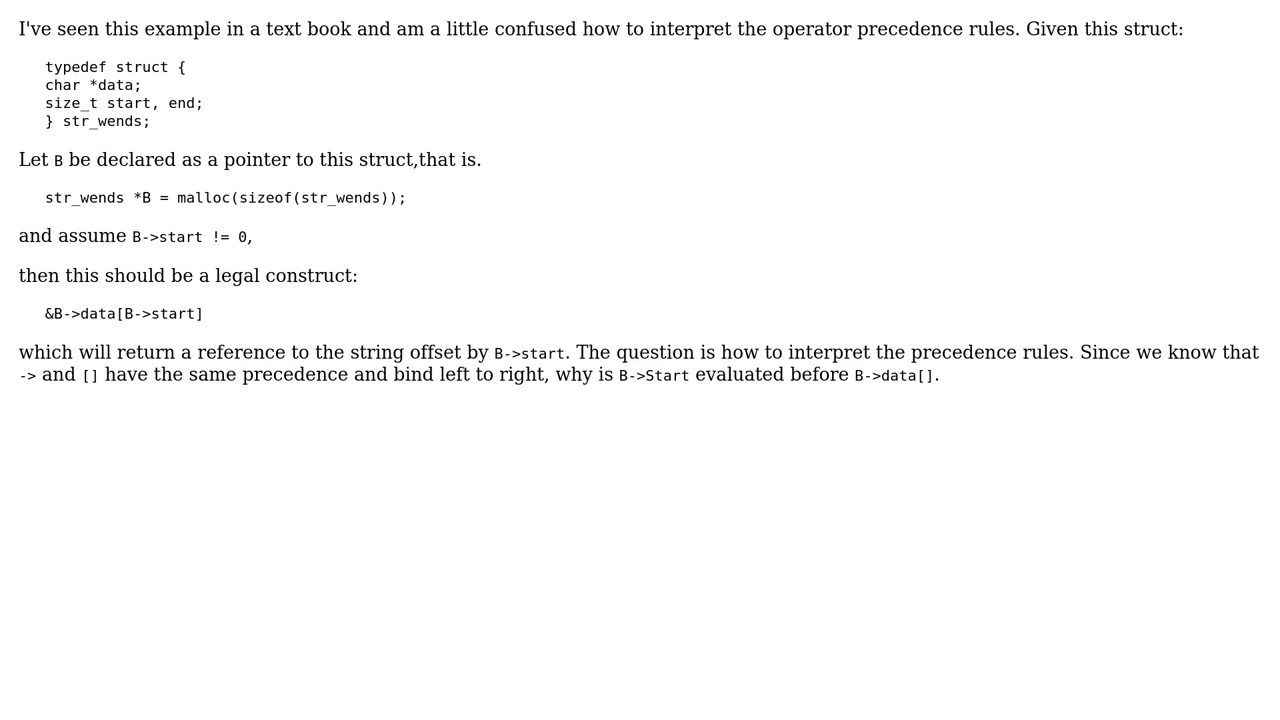 I've seen this example in a text book and am a little confused how to interpret the operator precedence rules. Given this struct:
typedef struct {
char *data;
size_t start, end;
} str_wends;
Let B be declared as a pointer to this struct,that is.
str_wends *B = malloc(sizeof(str_wends));
and assume B->start != 0,
then this should be a legal construct:
&B->data[B->start]
which will return a reference to the string offset by B->start. The question is how to interpret the precedence rules. Since we know that
-> and [] have the same precedence and bind left to right, why is B->Start evaluated before B->data[].